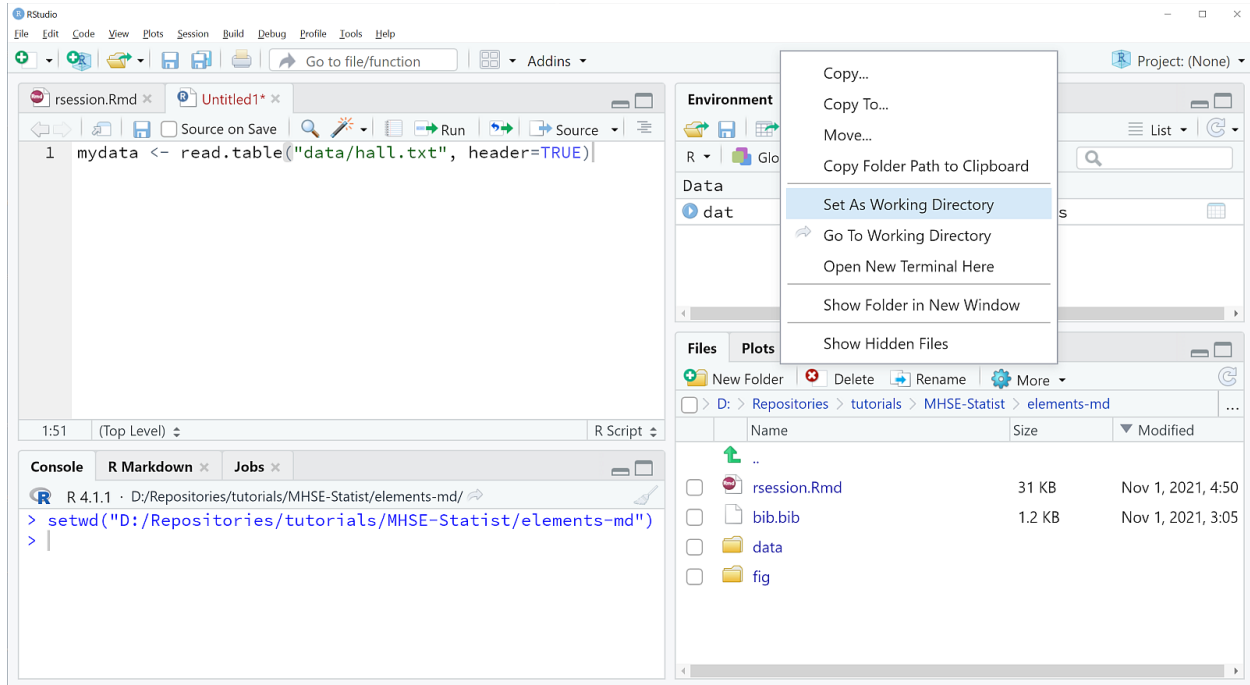 RStudio
File Edit Code View Plots Session Build Debug Profile Tools Help
Go to file/function Addins Project: (None)
rsession.Rmd Untitled1*
Source on Save Run Source
1 mydata <- read.table("data/hall.txt", header=TRUE)
1:51 (Top Level) R Script
Console R Markdown Jobs
R 4.1.1 · D:/Repositories/tutorials/MHSE-Statist/elements-md/
> setwd("D:/Repositories/tutorials/MHSE-Statist/elements-md")
>
Environment
List
R Glo
Data
dat s
Copy...
Copy To...
Move...
Copy Folder Path to Clipboard
Set As Working Directory
Go To Working Directory
Open New Terminal Here
Show Folder in New Window
Show Hidden Files
Files Plots
New Folder Delete Rename More
D: > Repositories > tutorials > MHSE-Statist > elements-md ...
Name Size Modified
..
rsession.Rmd 31 KB Nov 1, 2021, 4:50
bib.bib 1.2 KB Nov 1, 2021, 3:05
data
fig